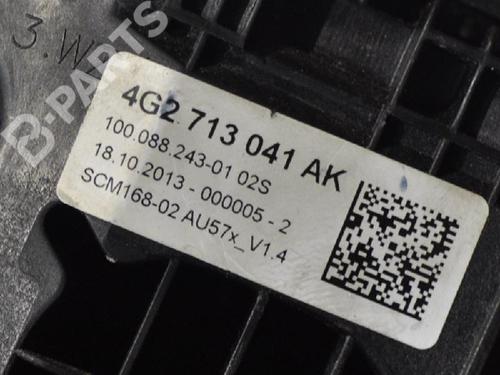 3.W
B-PARTS
4G2 713 041 AK
100.088.243-01 02S
18.10.2013 - 000005 - 2
SCM168-02 AU57x_V1.4